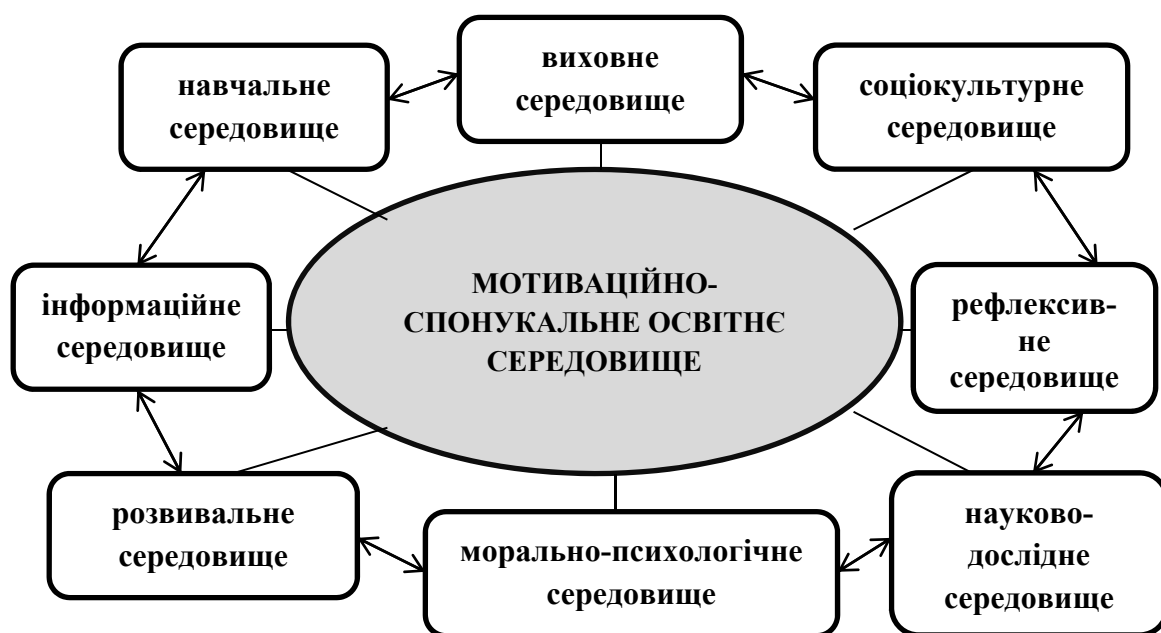 навчальне
середовище
виховне
середовище
соціокультурне
середовище
інформаційне
середовище
МОТИВАЦІЙНО-
СПОНУКАЛЬНЕ ОСВІТНЄ
СЕРЕДОВИЩЕ
рефлексив-
не
середовище
розвивальне
середовище
морально-психологічне
середовище
науково-
дослідне
середовище